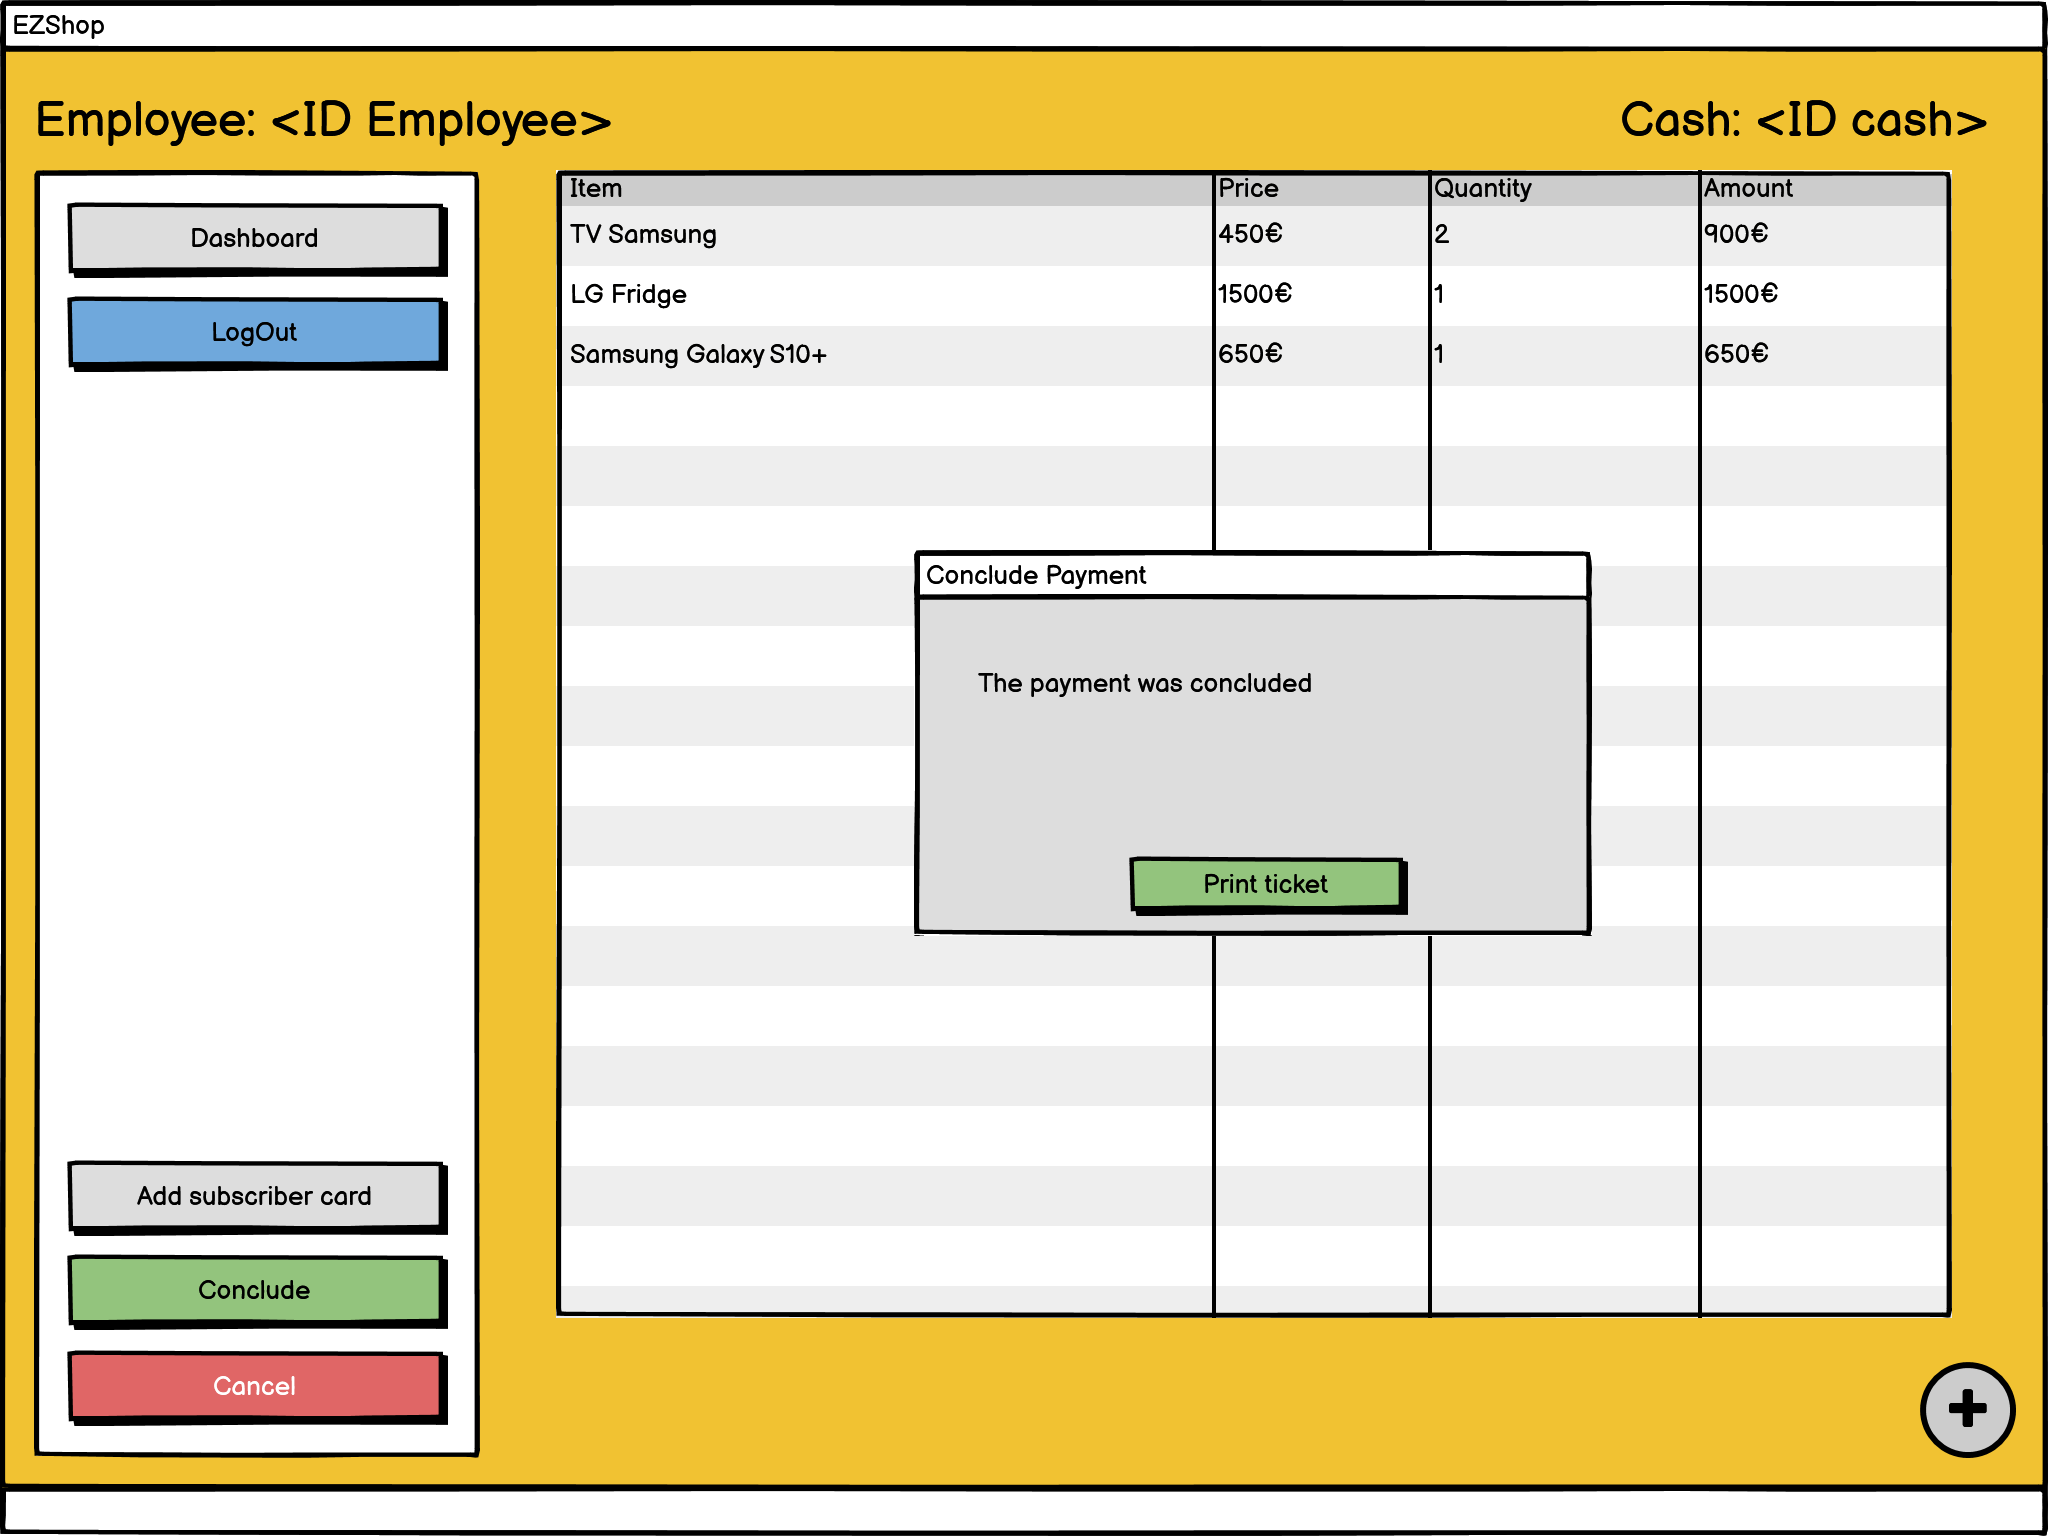 EZShop
Employee: <ID Employee>
Cash: <ID cash>
Dashboard
LogOut
Item Price Quantity Amount
TV Samsung 450€ 2 900€
LG Fridge 1500€ 1 1500€
Samsung Galaxy S10+ 650€ 1 650€
Conclude Payment
The payment was concluded
Print ticket
Add subscriber card
Conclude
Cancel